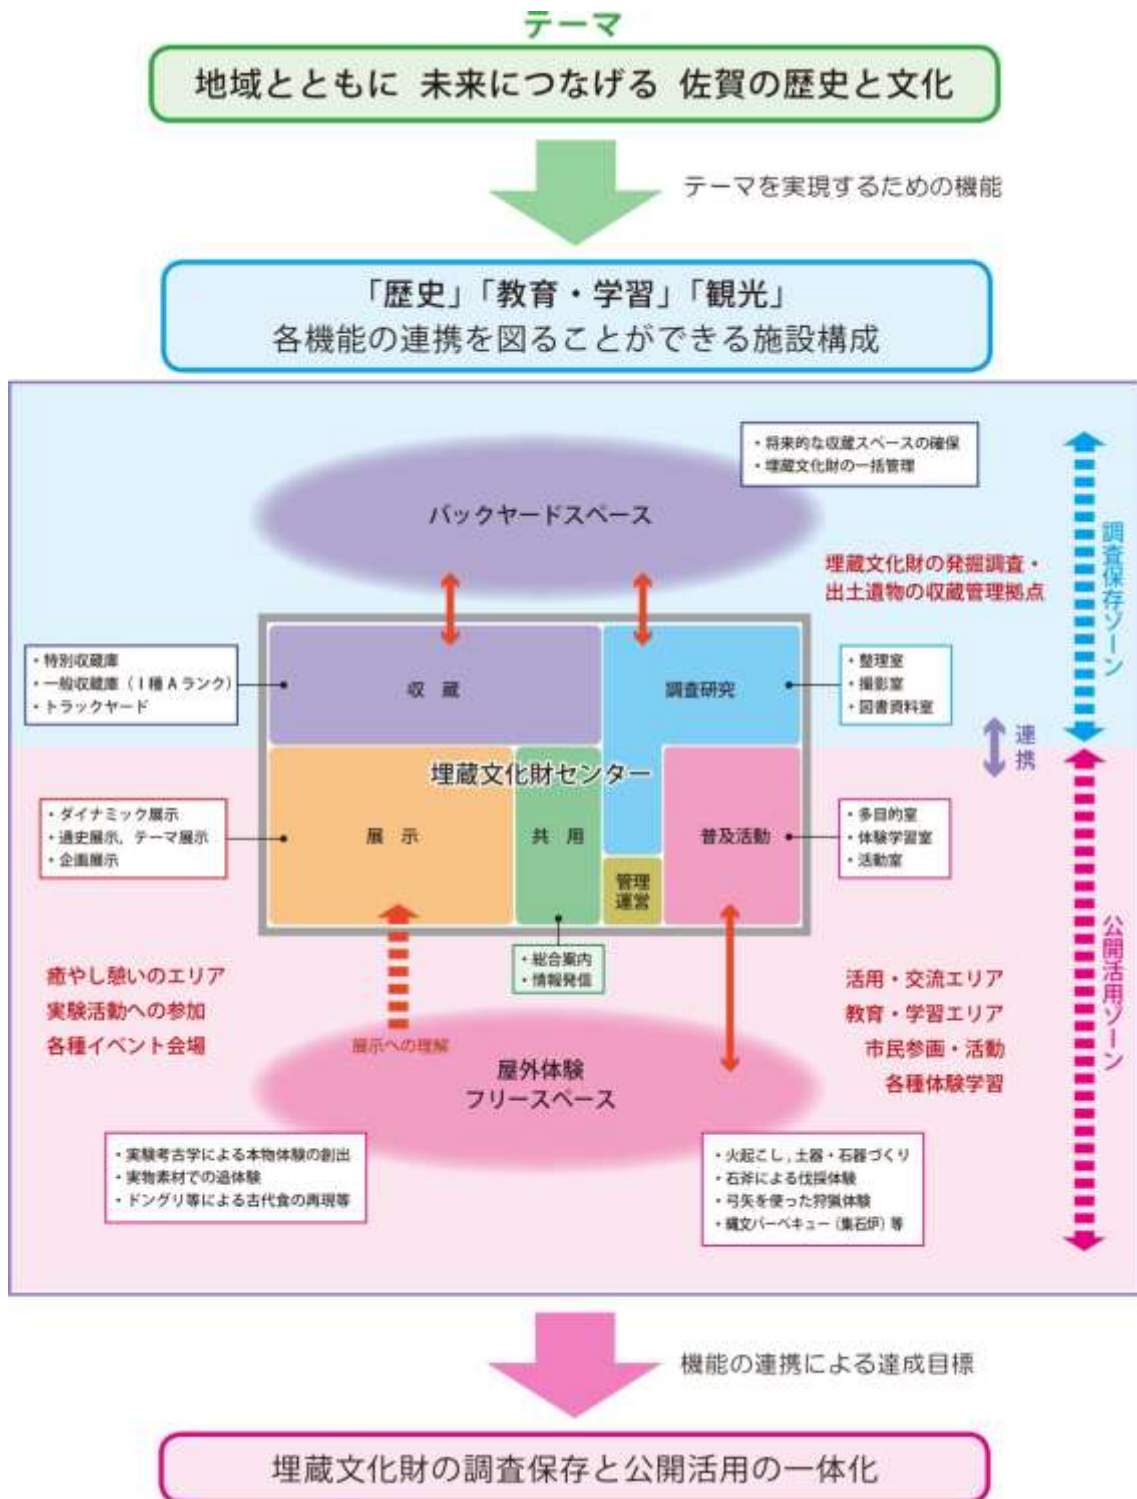 テーマ
地域とともに 未来につなげる 佐賀の歴史と文化
テーマを実現するための機能
「歴史」「教育・学習」「観光」
各機能の連携を図ることができる施設構成
・将来的な収蔵スペースの確保
・埋蔵文化財の一括管理
バックヤードスペース
埋蔵文化財の発掘調査・
出土遺物の収蔵管理拠点
調査保存ゾーン
・特別収蔵庫
・一般収蔵庫（Ⅰ種Aランク）
・トラックヤード
収 蔵
調査研究
・整理室
・撮影室
・図書資料室
連携
埋蔵文化財センター
・ダイナミック展示
・通史展示、テーマ展示
・企画展示
展 示
共 用
普及活動
・多目的室
・体験学習室
・活動室
管理
運営
・総合案内
・情報発信
公開活用ゾーン
癒やし憩いのエリア
実験活動への参加
各種イベント会場
展示への理解
活用・交流エリア
教育・学習エリア
市民参画・活動
各種体験学習
屋外体験
フリースペース
・実験考古学による本物体験の創出
・実物素材での追体験
・ドングリ等による古代食の再現等
・火起こし,土器・石器づくり
・石斧による伐採体験
・弓矢を使った狩猟体験
・縄文バーベキュー（集石炉）等
機能の連携による達成目標
埋蔵文化財の調査保存と公開活用の一体化